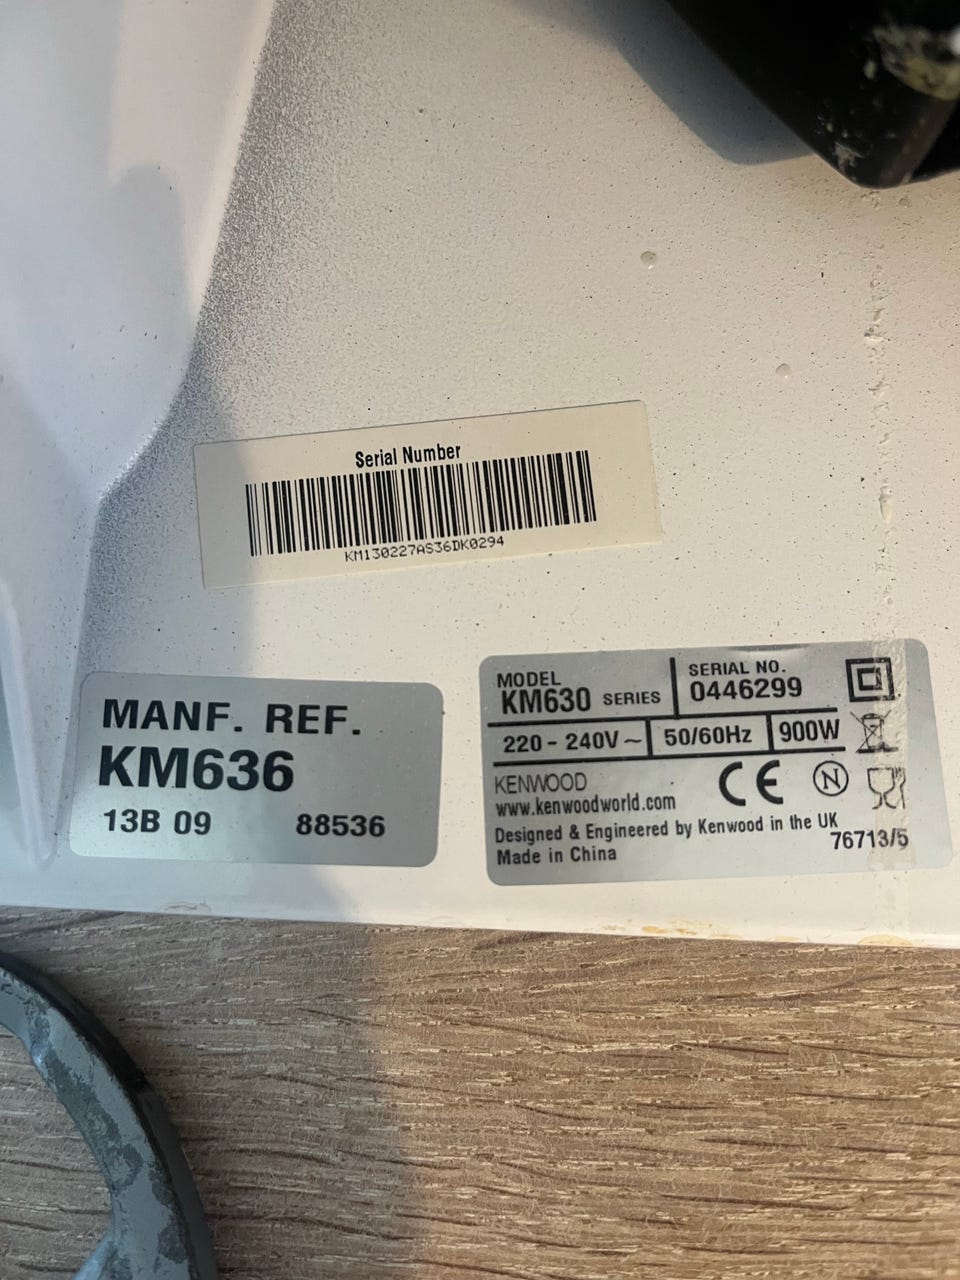 Serial Number
KM130227AS36DK0294
MANF. REF.
KM636
13B 09 88536
MODEL
KM630 SERIES
SERIAL NO.
0446299
220 - 240V ~ 50/60Hz 900W
KENWOOD
CE N
www.kenwoodworld.com
Designed & Engineered by Kenwood in the UK
Made in China
76713/5